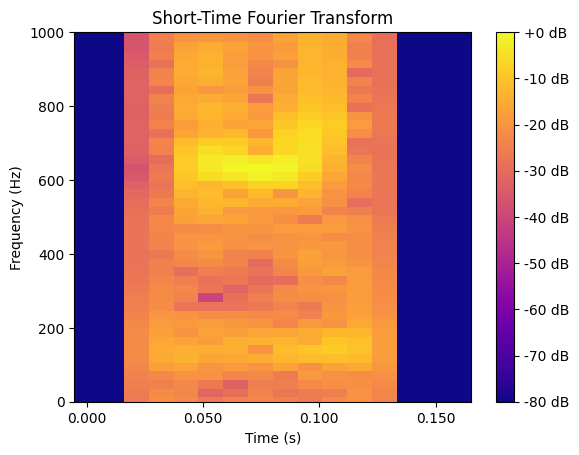 Short-Time Fourier Transform
1000
800
600
400
200
0
Frequency (Hz)
0.000
0.050
0.100
0.150
Time (s)
+0 dB
-10 dB
-20 dB
-30 dB
-40 dB
-50 dB
-60 dB
-70 dB
-80 dB